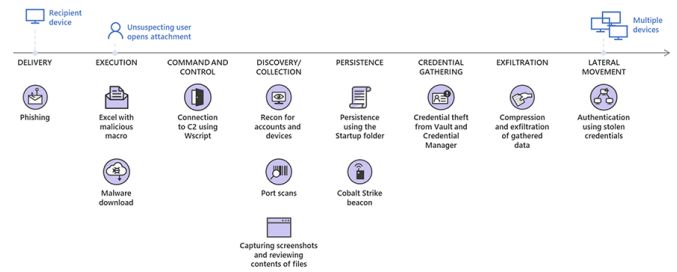 Recipient
device
Unsuspecting user
opens attachment
Multiple
devices
DELIVERY
EXECUTION
COMMAND AND
CONTROL
DISCOVERY/
COLLECTION
PERSISTENCE
CREDENTIAL
GATHERING
EXFILTRATION
LATERAL
MOVEMENT
Phishing
Excel with
malicious
macro
Connection
to C2 using
Wscript
Recon for
accounts and
devices
Persistence
using the
Startup folder
Credential theft
from Vault and
Credential
Manager
Compression
and exfiltration
of gathered
data
Authentication
using stolen
credentials
Malware
download
Port scans
Cobalt Strike
beacon
Capturing screenshots
and reviewing
contents of files